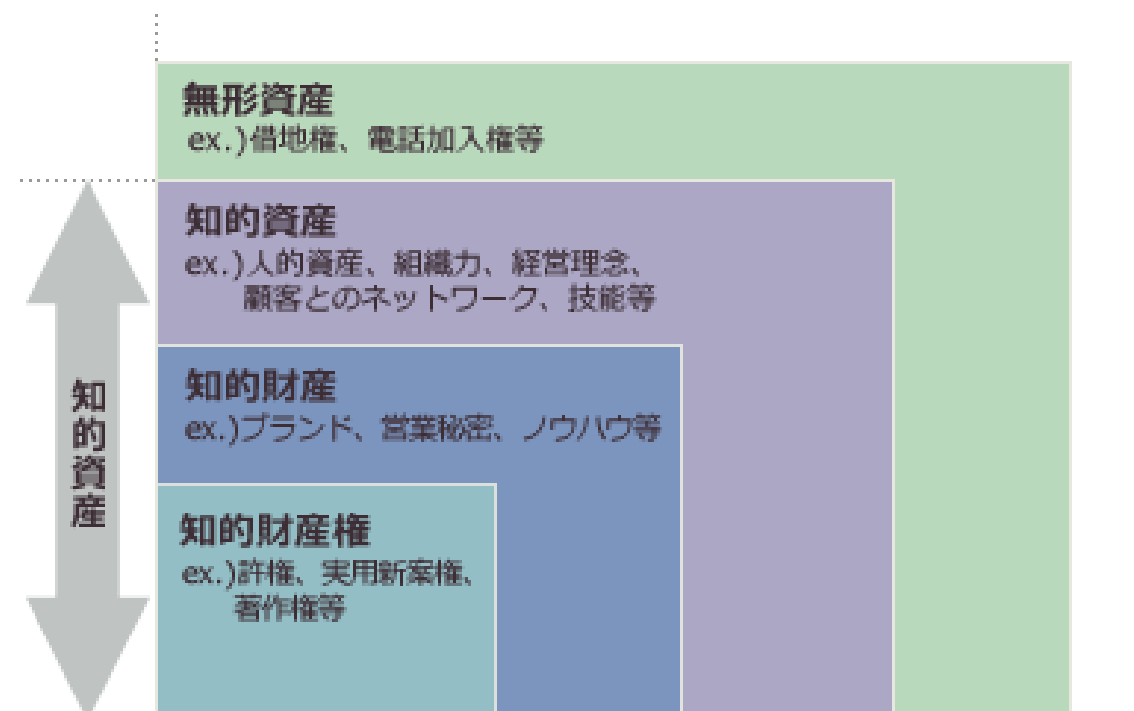 無形資産
ex.)借地権、電話加入権等
知的資産
ex.)人的資産、組織力、経営理念、
顧客とのネットワーク、技能等
知的財産
ex.)ブランド、営業秘密、ノウハウ等
知的財産権
ex.)許権、実用新案権、
著作権等
知的資産